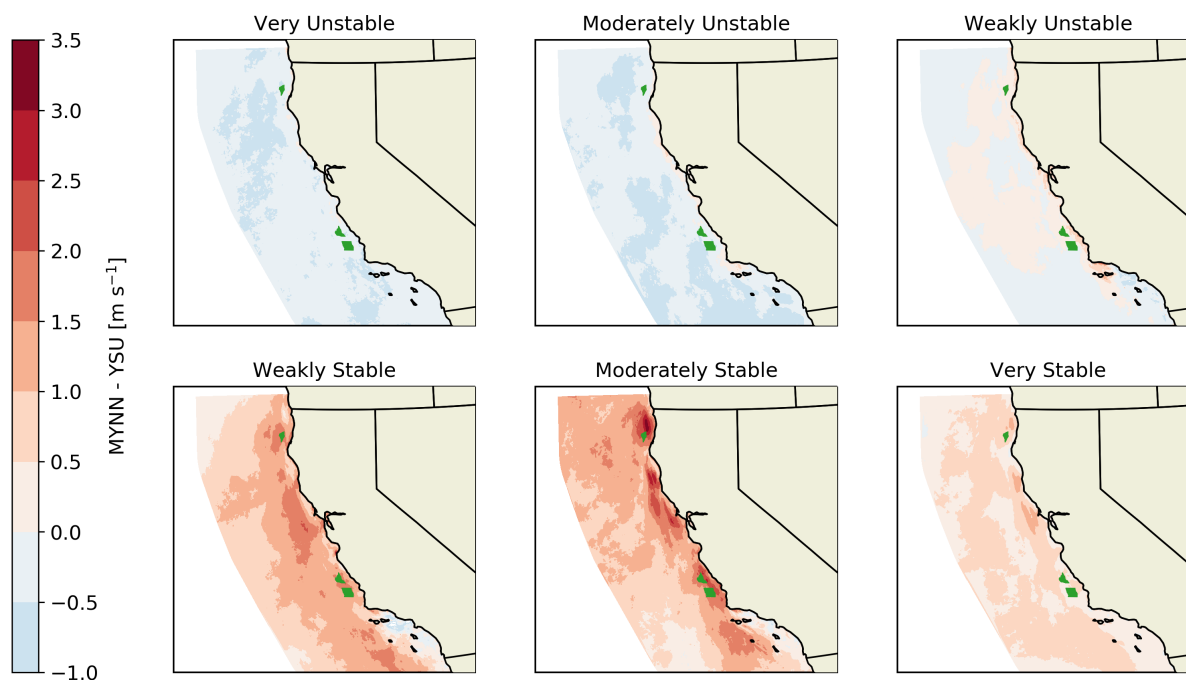 Very Unstable
Moderately Unstable
Weakly Unstable
3.5
3.0
2.5
2.0
1.5
1.0
0.5
0.0
−0.5
−1.0
MYNN - YSU [m s⁻¹]
Weakly Stable
Moderately Stable
Very Stable